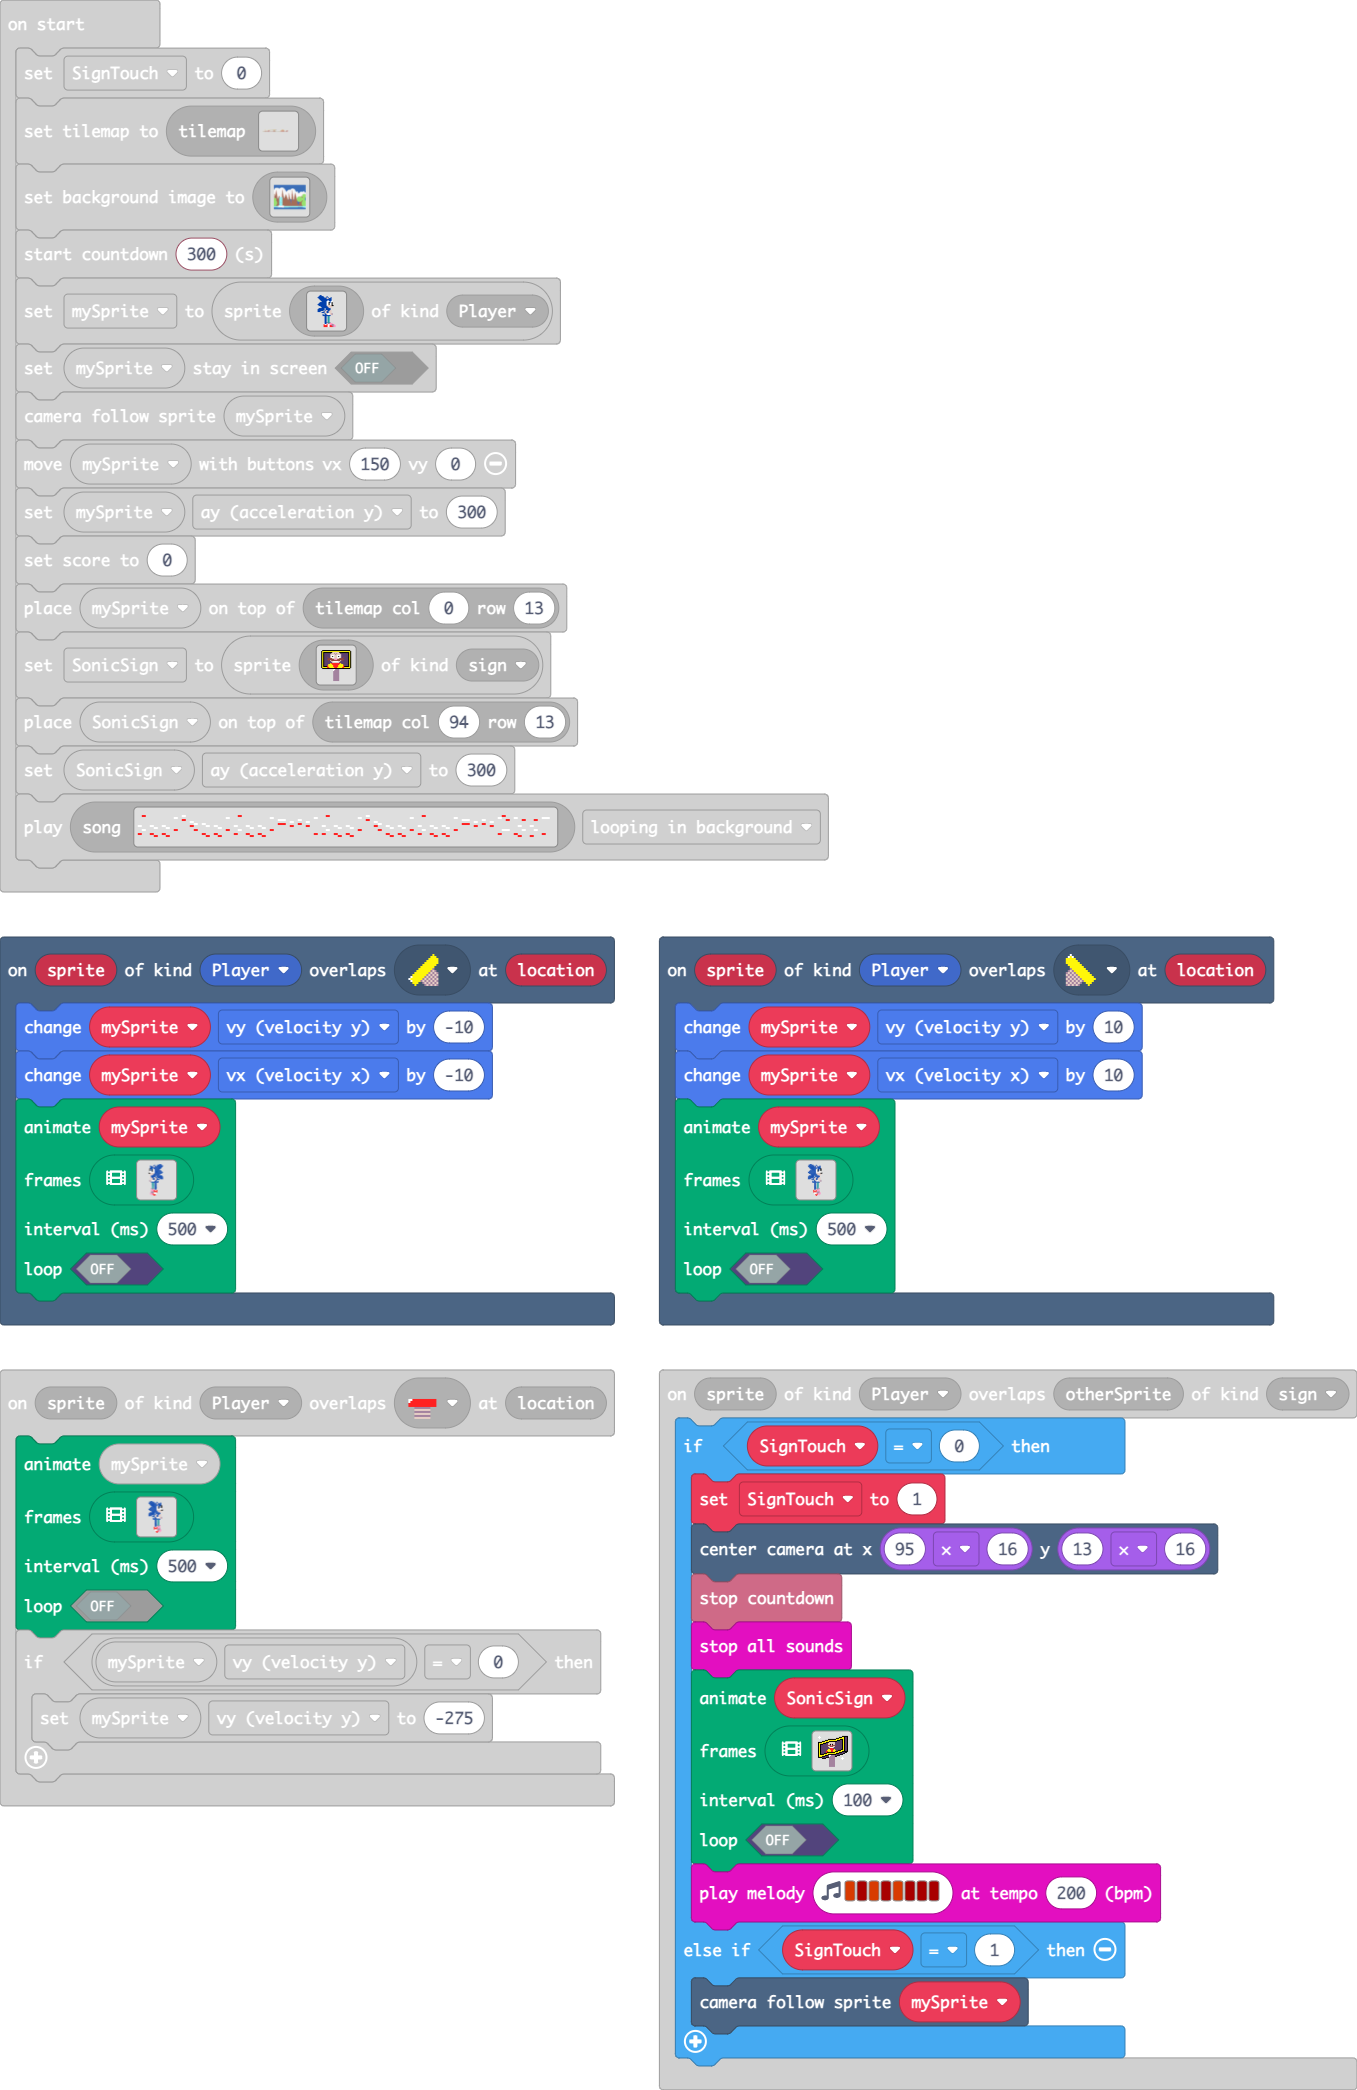 on start
set SignTouch to 0
set tilemap to tilemap
set background image to
start countdown 300 (s)
set mySprite to sprite of kind Player
set mySprite stay in screen OFF
camera follow sprite mySprite
move mySprite with buttons vx 150 vy 0
set mySprite ay (acceleration y) to 300
set score to 0
place mySprite on top of tilemap col 0 row 13
set SonicSign to sprite of kind sign
place SonicSign on top of tilemap col 94 row 13
set SonicSign ay (acceleration y) to 300
play song looping in background
on sprite of kind Player overlaps at location
change mySprite vy (velocity y) by -10
change mySprite vx (velocity x) by -10
animate mySprite
frames
interval (ms) 500
loop OFF
on sprite of kind Player overlaps at location
change mySprite vy (velocity y) by 10
change mySprite vx (velocity x) by 10
animate mySprite
frames
interval (ms) 500
loop OFF
on sprite of kind Player overlaps at location
animate mySprite
frames
interval (ms) 500
loop OFF
if mySprite vy (velocity y) = 0 then
set mySprite vy (velocity y) to -275
on sprite of kind Player overlaps otherSprite of kind sign
if SignTouch = 0 then
set SignTouch to 1
center camera at x 95 x 16 y 13 x 16
stop countdown
stop all sounds
animate SonicSign
frames
interval (ms) 100
loop OFF
play melody at tempo 200 (bpm)
else if SignTouch = 1 then
camera follow sprite mySprite